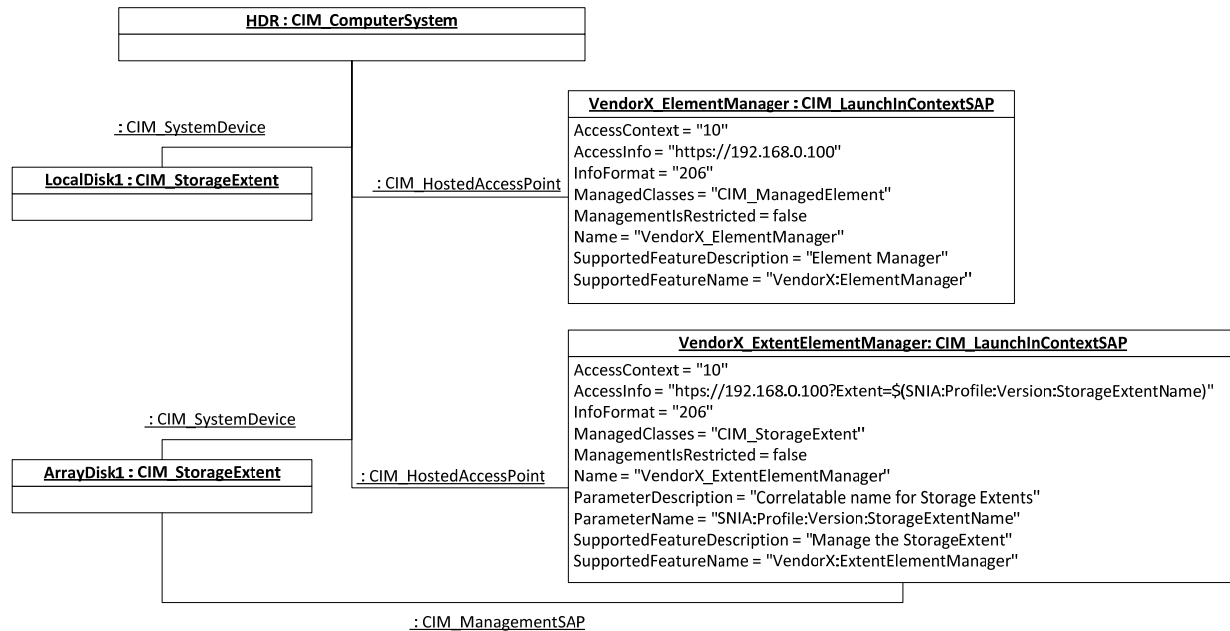 HDR : CIM_ComputerSystem
VendorX_ElementManager : CIM_LaunchInContextSAP
AccessContext = "10"
AccessInfo = "https://192.168.0.100"
InfoFormat = "206"
ManagedClasses = "CIM_ManagedElement"
ManagementIsRestricted = false
Name = "VendorX_ElementManager"
SupportedFeatureDescription = "Element Manager"
SupportedFeatureName = "VendorX:ElementManager"
: CIM_SystemDevice
LocalDisk1 : CIM_StorageExtent
: CIM_HostedAccessPoint
VendorX_ExtentElementManager: CIM_LaunchInContextSAP
AccessContext = "10"
AccessInfo = "htps://192.168.0.100?Extent=$(SNIA:Profile:Version:StorageExtentName)"
InfoFormat = "206"
ManagedClasses = "CIM_StorageExtent"
ManagementIsRestricted = false
Name = "VendorX_ExtentElementManager"
ParameterDescription = "Correlatable name for Storage Extents"
ParameterName = "SNIA:Profile:Version:StorageExtentName"
SupportedFeatureDescription = "Manage the StorageExtent"
SupportedFeatureName = "VendorX:ExtentElementManager"
: CIM_SystemDevice
ArrayDisk1 : CIM_StorageExtent
: CIM_HostedAccessPoint
: CIM_ManagementSAP